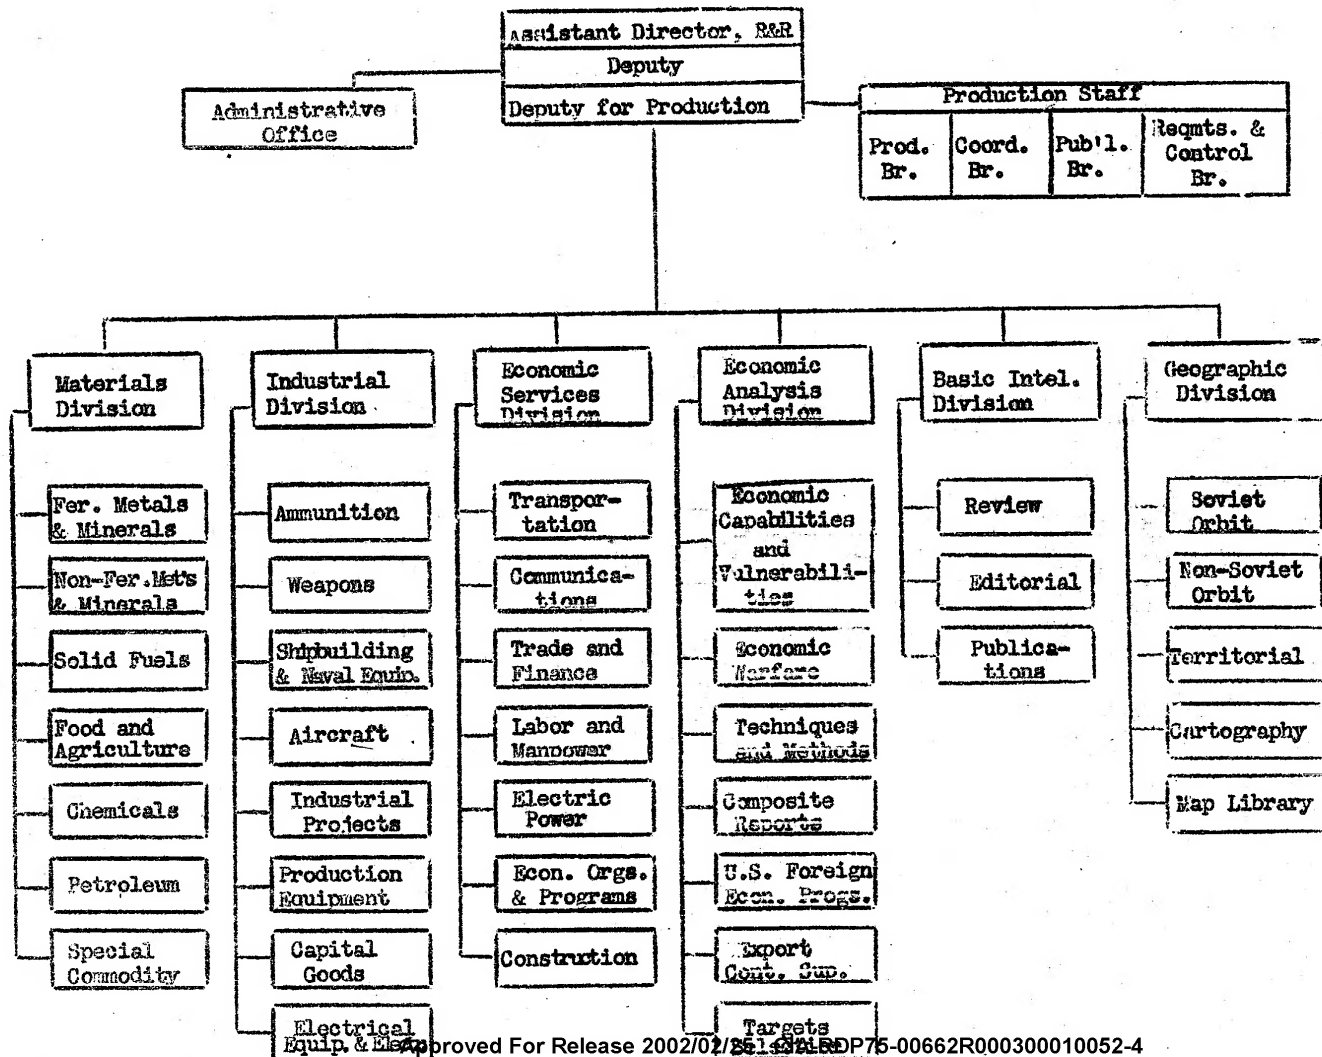 Assistant Director, R&R
Deputy
Deputy for Production
Administrative
Office
Production Staff
Prod.
Br.
Coord.
Br.
Pub'l.
Br.
Reqmts. &
Control
Br.
Materials
Division
Fer. Metals
& Minerals
Non-Fer.Met's
& Minerals
Solid Fuels
Food and
Agriculture
Chemicals
Petroleum
Special
Commodity
Industrial
Division
Ammunition
Weapons
Shipbuilding
& Naval Equip.
Aircraft
Industrial
Projects
Production
Equipment
Capital
Goods
Electrical
Equip. &
Economic
Services
Division
Transpor-
tation
Communica-
tions
Trade and
Finance
Labor and
Manpower
Electric
Power
Econ. Orgs.
& Programs
Construction
Economic
Analysis
Division
Economic
Capabilities
and
Vulnerabili-
ties
Economic
Warfare
Techniques
and Methods
Composite
Reports
U.S. Foreign
Econ. Progs.
Export
Cont. Sup.
Targets
Basic Intel.
Division
Review
Editorial
Publica-
tions
Geographic
Division
Soviet
Orbit
Non-Soviet
Orbit
Territorial
Cartography
Map Library
Approved For Release 2002/02/ : CIA-RDP75-00662R000300010052-4